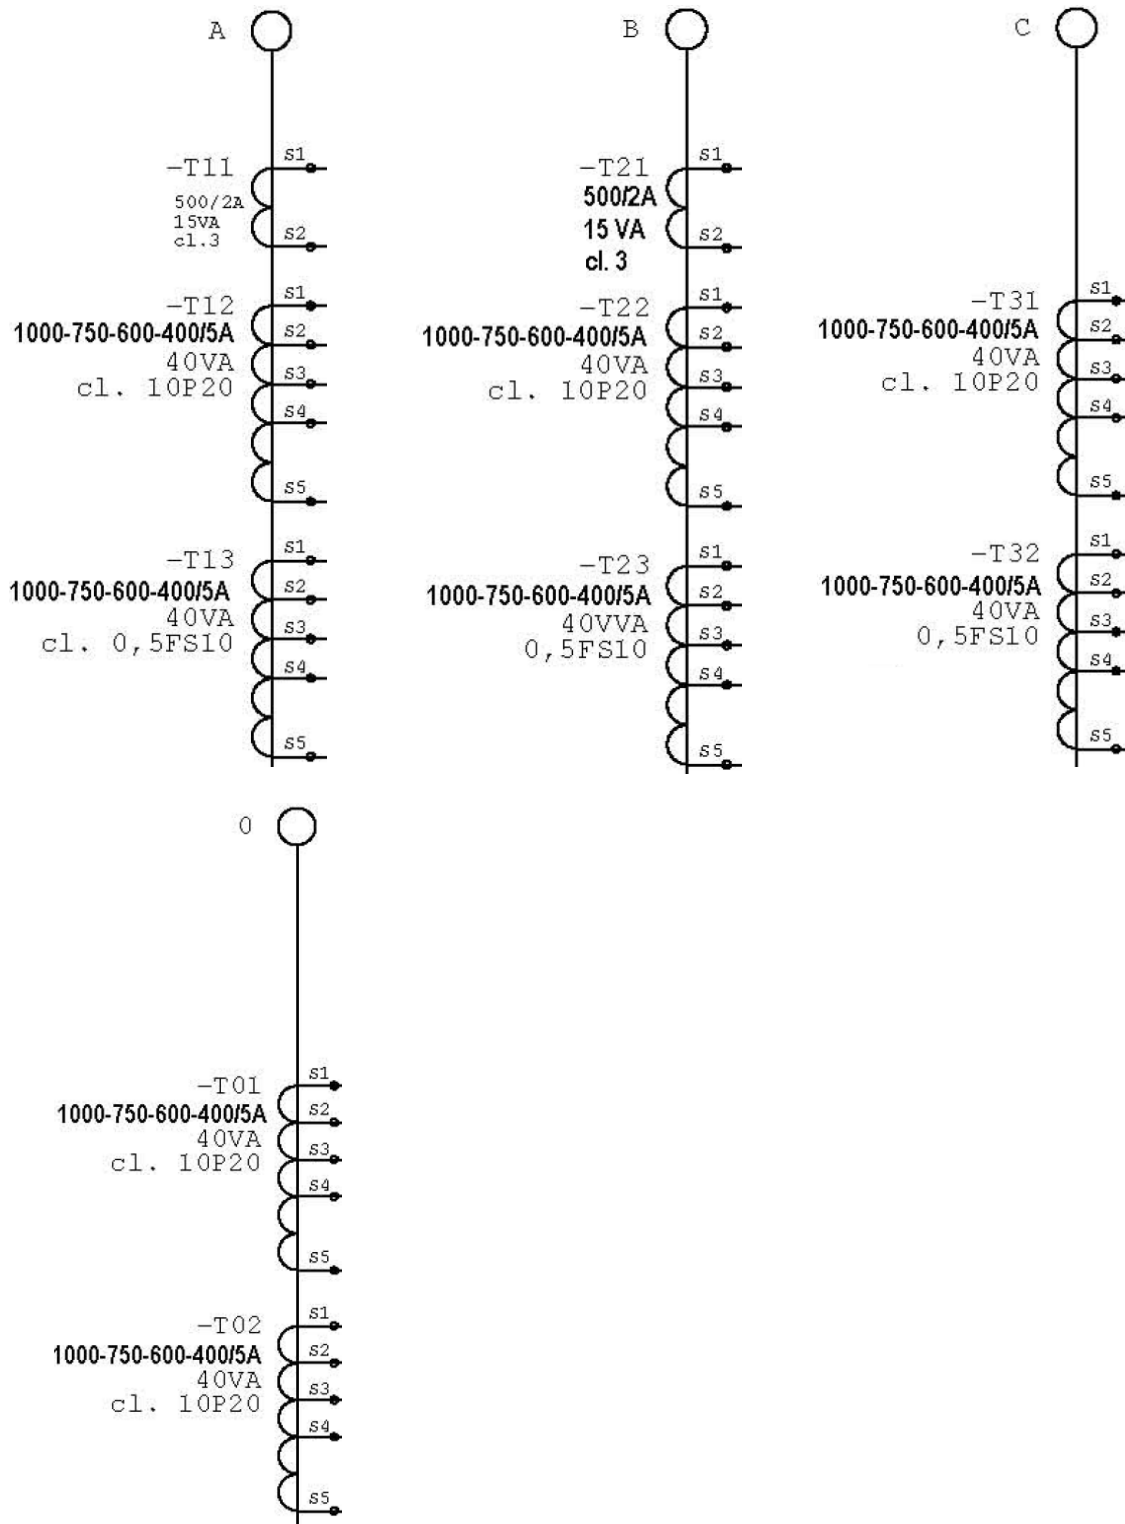 A
-T11
500/2A
15VA
cl.3
s1
s2
-T12
1000-750-600-400/5A
40VA
cl. 10P20
s1
s2
s3
s4
s5
-T13
1000-750-600-400/5A
40VA
cl. 0,5FS10
s1
s2
s3
s4
s5
B
-T21
500/2A
15 VA
cl. 3
s1
s2
-T22
1000-750-600-400/5A
40VA
cl. 10P20
s1
s2
s3
s4
s5
-T23
1000-750-600-400/5A
40VVA
0,5FS10
s1
s2
s3
s4
s5
C
-T31
1000-750-600-400/5A
40VA
cl. 10P20
s1
s2
s3
s4
s5
-T32
1000-750-600-400/5A
40VA
0,5FS10
s1
s2
s3
s4
s5
0
-T01
1000-750-600-400/5A
40VA
cl. 10P20
s1
s2
s3
s4
s5
-T02
1000-750-600-400/5A
40VA
cl. 10P20
s1
s2
s3
s4
s5